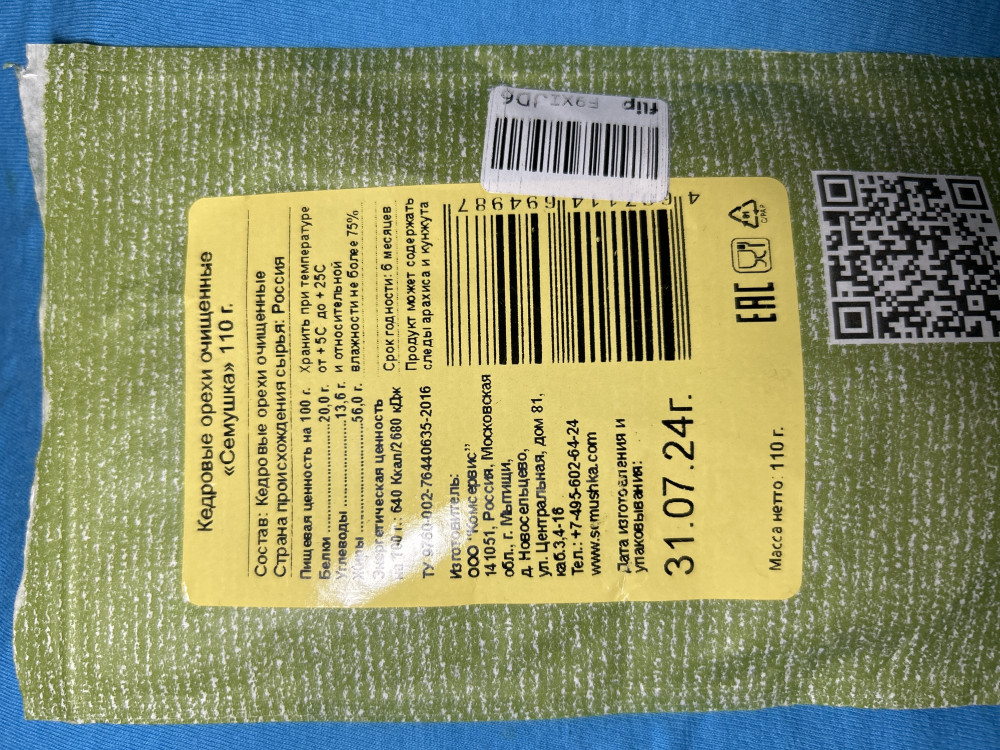 Кедровые орехи очищенные
«Семушка» 110 г.
Состав: Кедровые орехи очищенные
Страна происхождения сырья: Россия
Пищевая ценность на 100 г.
Белки ........................ 20,0 г.
Углеводы .................. 13,6 г.
Жиры ........................ 56,0 г.
Энергетическая ценность
на 100 г.: 640 Ккал/2680 кДж
ТУ-9760-002-76440635-2016
Хранить при температуре
от +5С до +25С
и относительной
влажности не более 75%
Срок годности: 6 месяцев
Продукт может содержать
следы арахиса и кунжута
Изготовитель:
ООО "Комсервис"
141051, Россия, Московская
обл., г. Мытищи,
д. Новосельцево,
ул. Центральная, дом 81,
каб.3,4-16
Тел.: +7-495-602-64-24
www.semushka.com
Дата изготовления и
упаковывания:
31.07.24г.
Масса нетто: 110 г.
EAC
C/PAP
flip
F9XIJD6